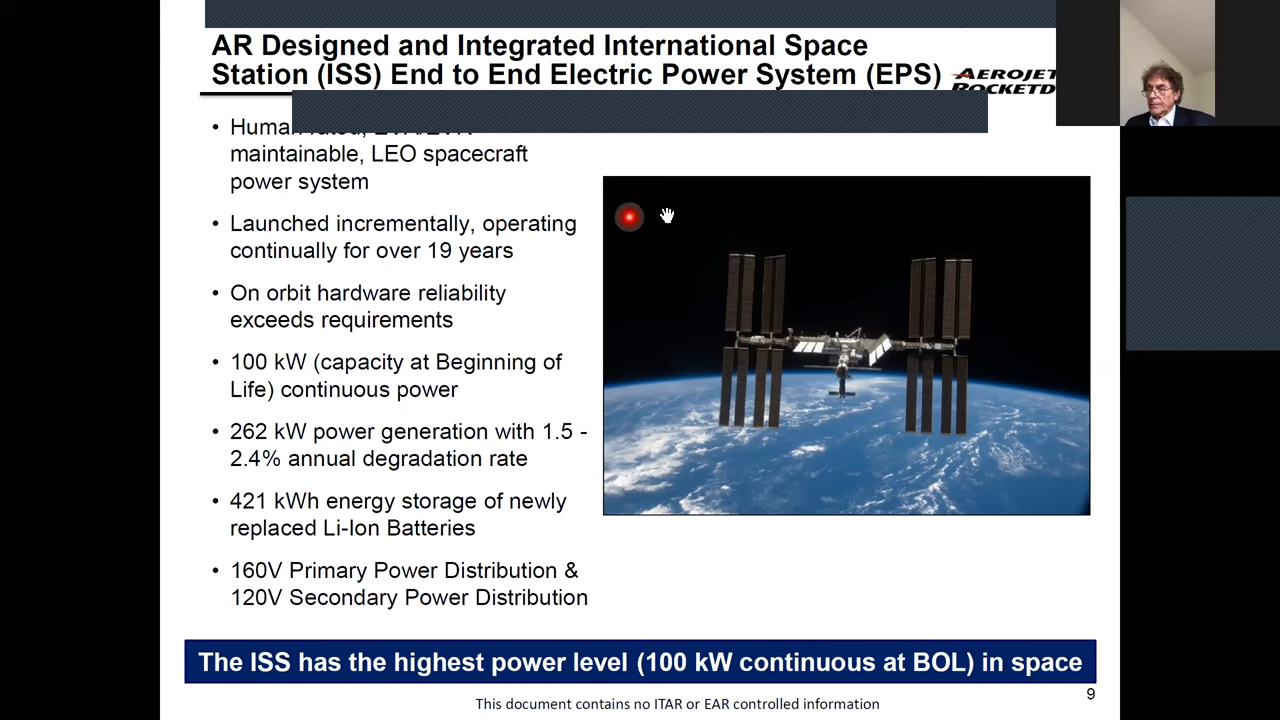 AR Designed and Integrated International Space
Station (ISS) End to End Electric Power System (EPS)
AEROJET
ROCKETD
• Human
maintainable, LEO spacecraft
power system
• Launched incrementally, operating
continually for over 19 years
• On orbit hardware reliability
exceeds requirements
• 100 kW (capacity at Beginning of
Life) continuous power
• 262 kW power generation with 1.5 -
2.4% annual degradation rate
• 421 kWh energy storage of newly
replaced Li-Ion Batteries
• 160V Primary Power Distribution &
120V Secondary Power Distribution
The ISS has the highest power level (100 kW continuous at BOL) in space
9
This document contains no ITAR or EAR controlled information